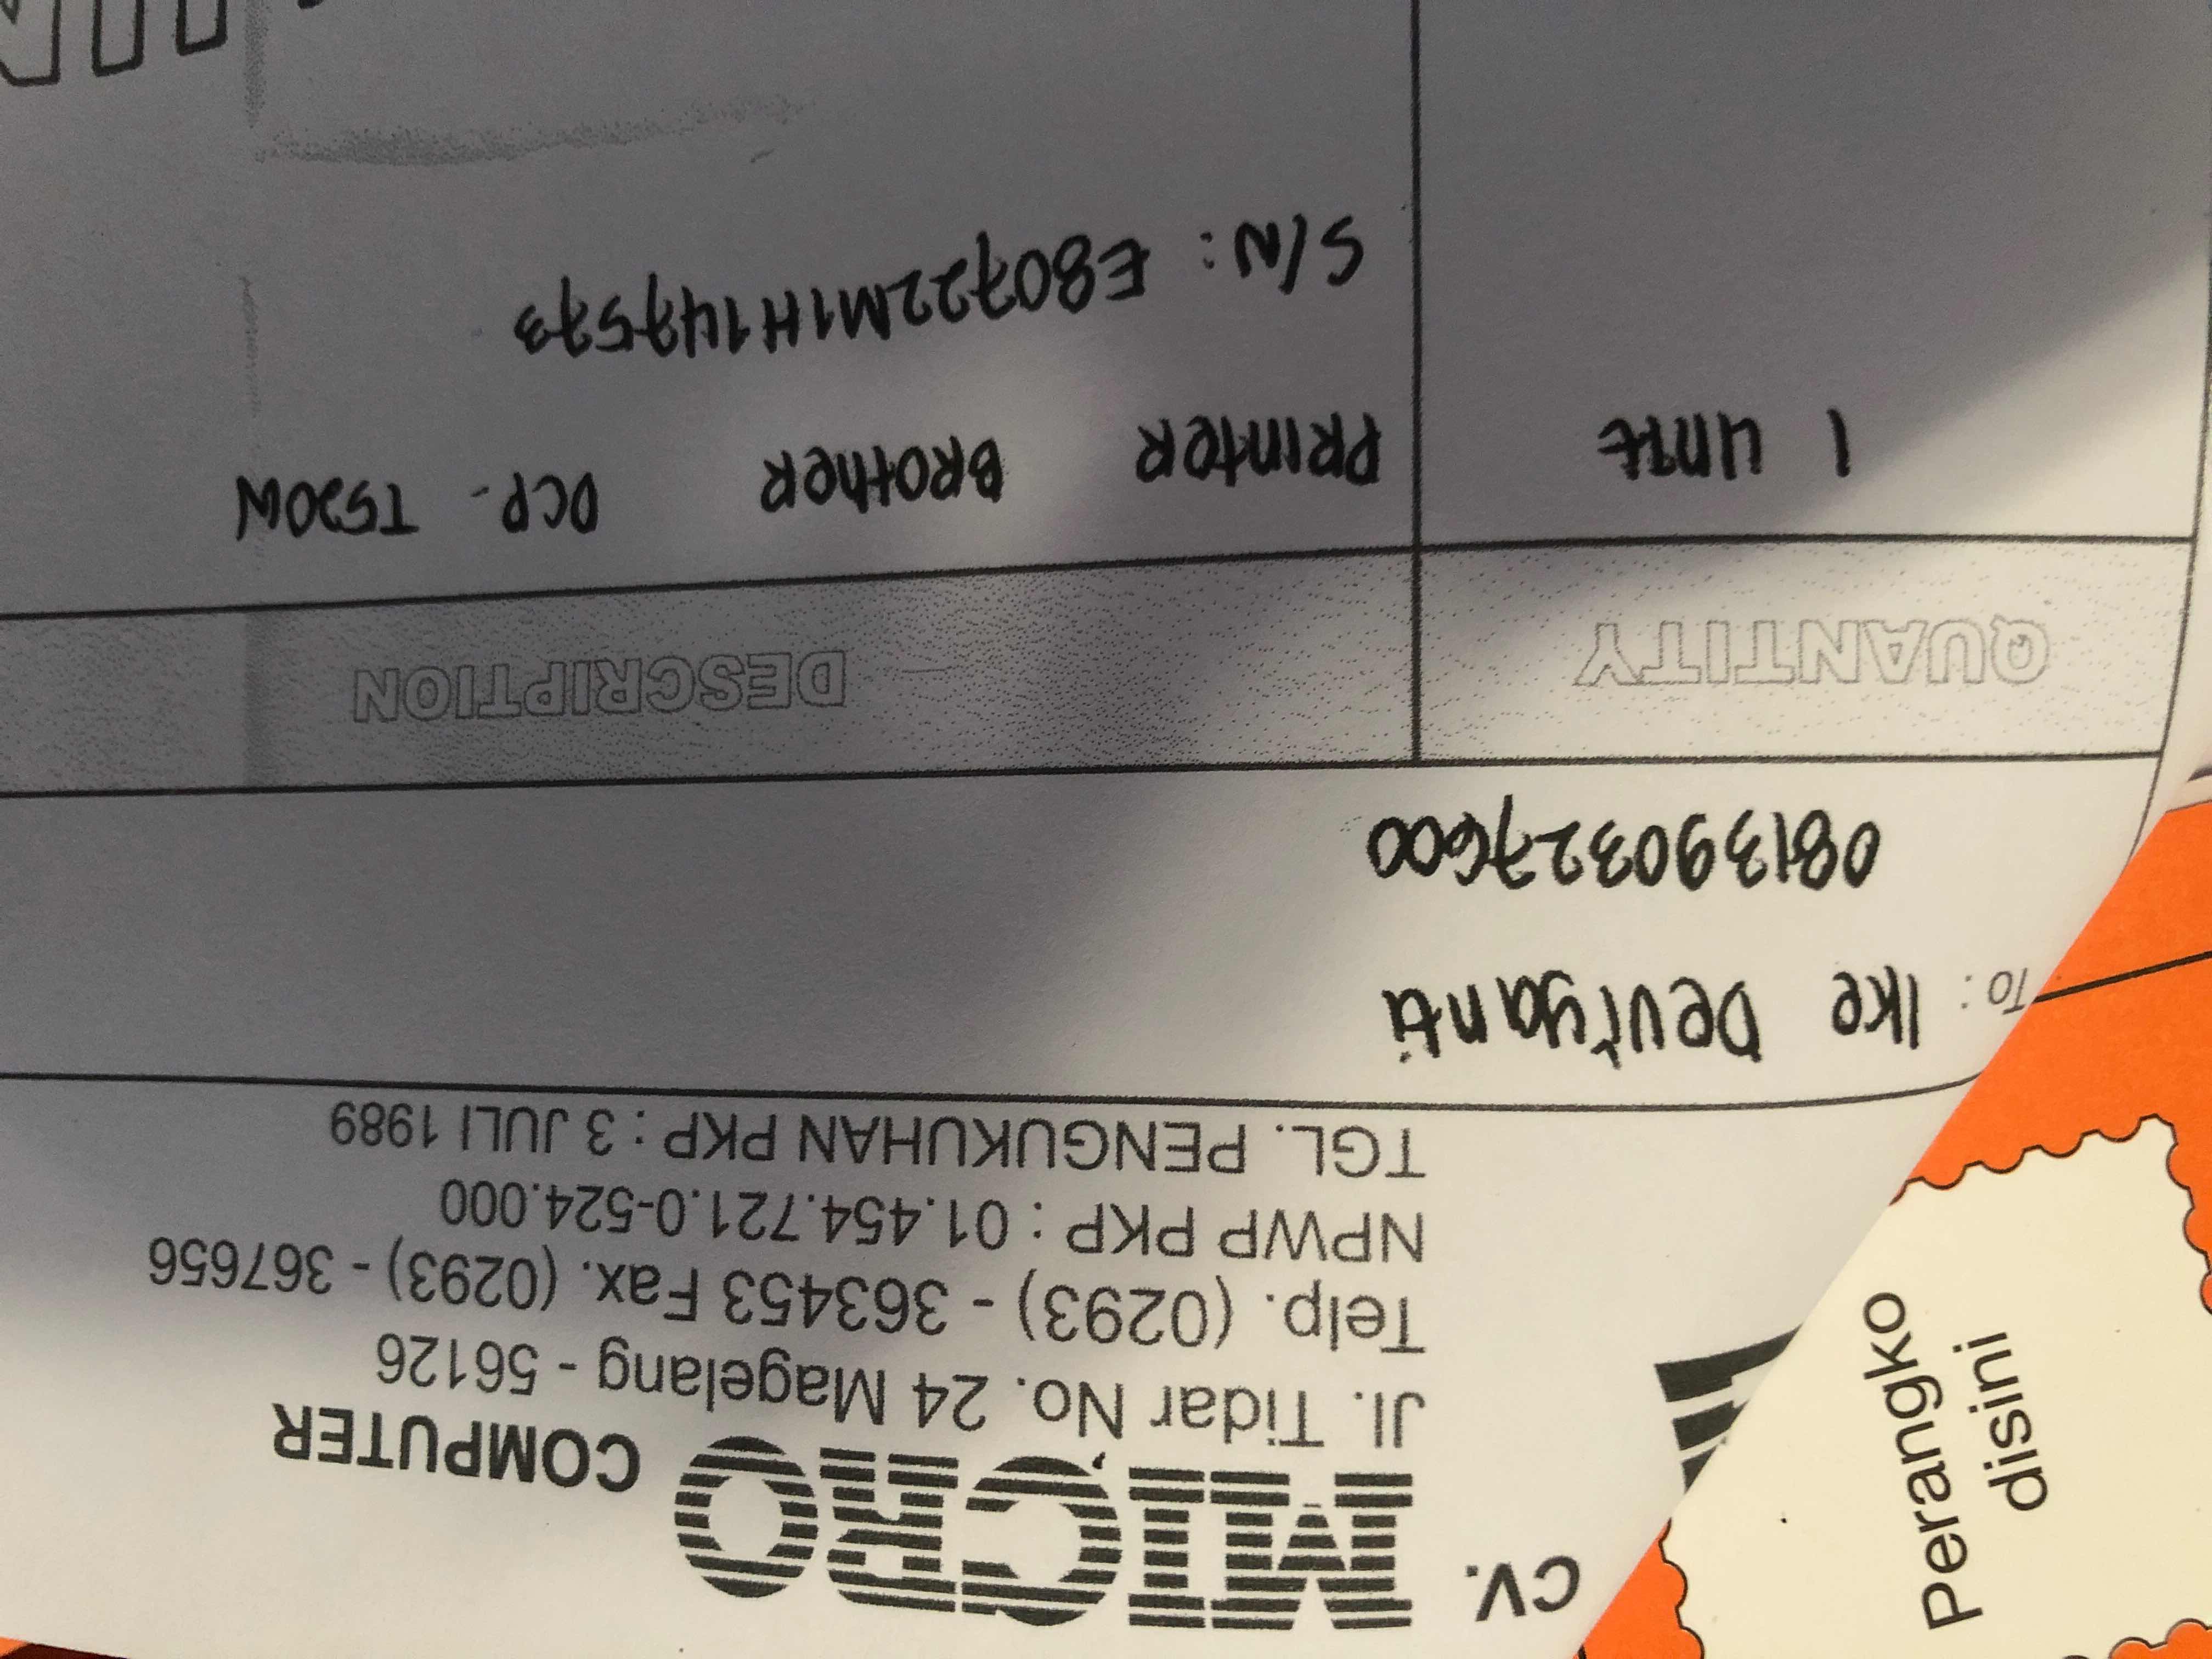 CV. MICRO COMPUTER
Jl. Tidar No. 24 Magelang - 56126
Telp. (0293) - 363453 Fax. (0293) - 367656
NPWP PKP : 01.454.721.0-524.000
TGL. PENGUKUHAN PKP : 3 JULI 1989
To : Ike Devryanti
081390327600
QUANTITY DESCRIPTION
1 unit PRINTER BROTHER DCP - T520W
S/N : E80722M1H147573
Perangko
disini